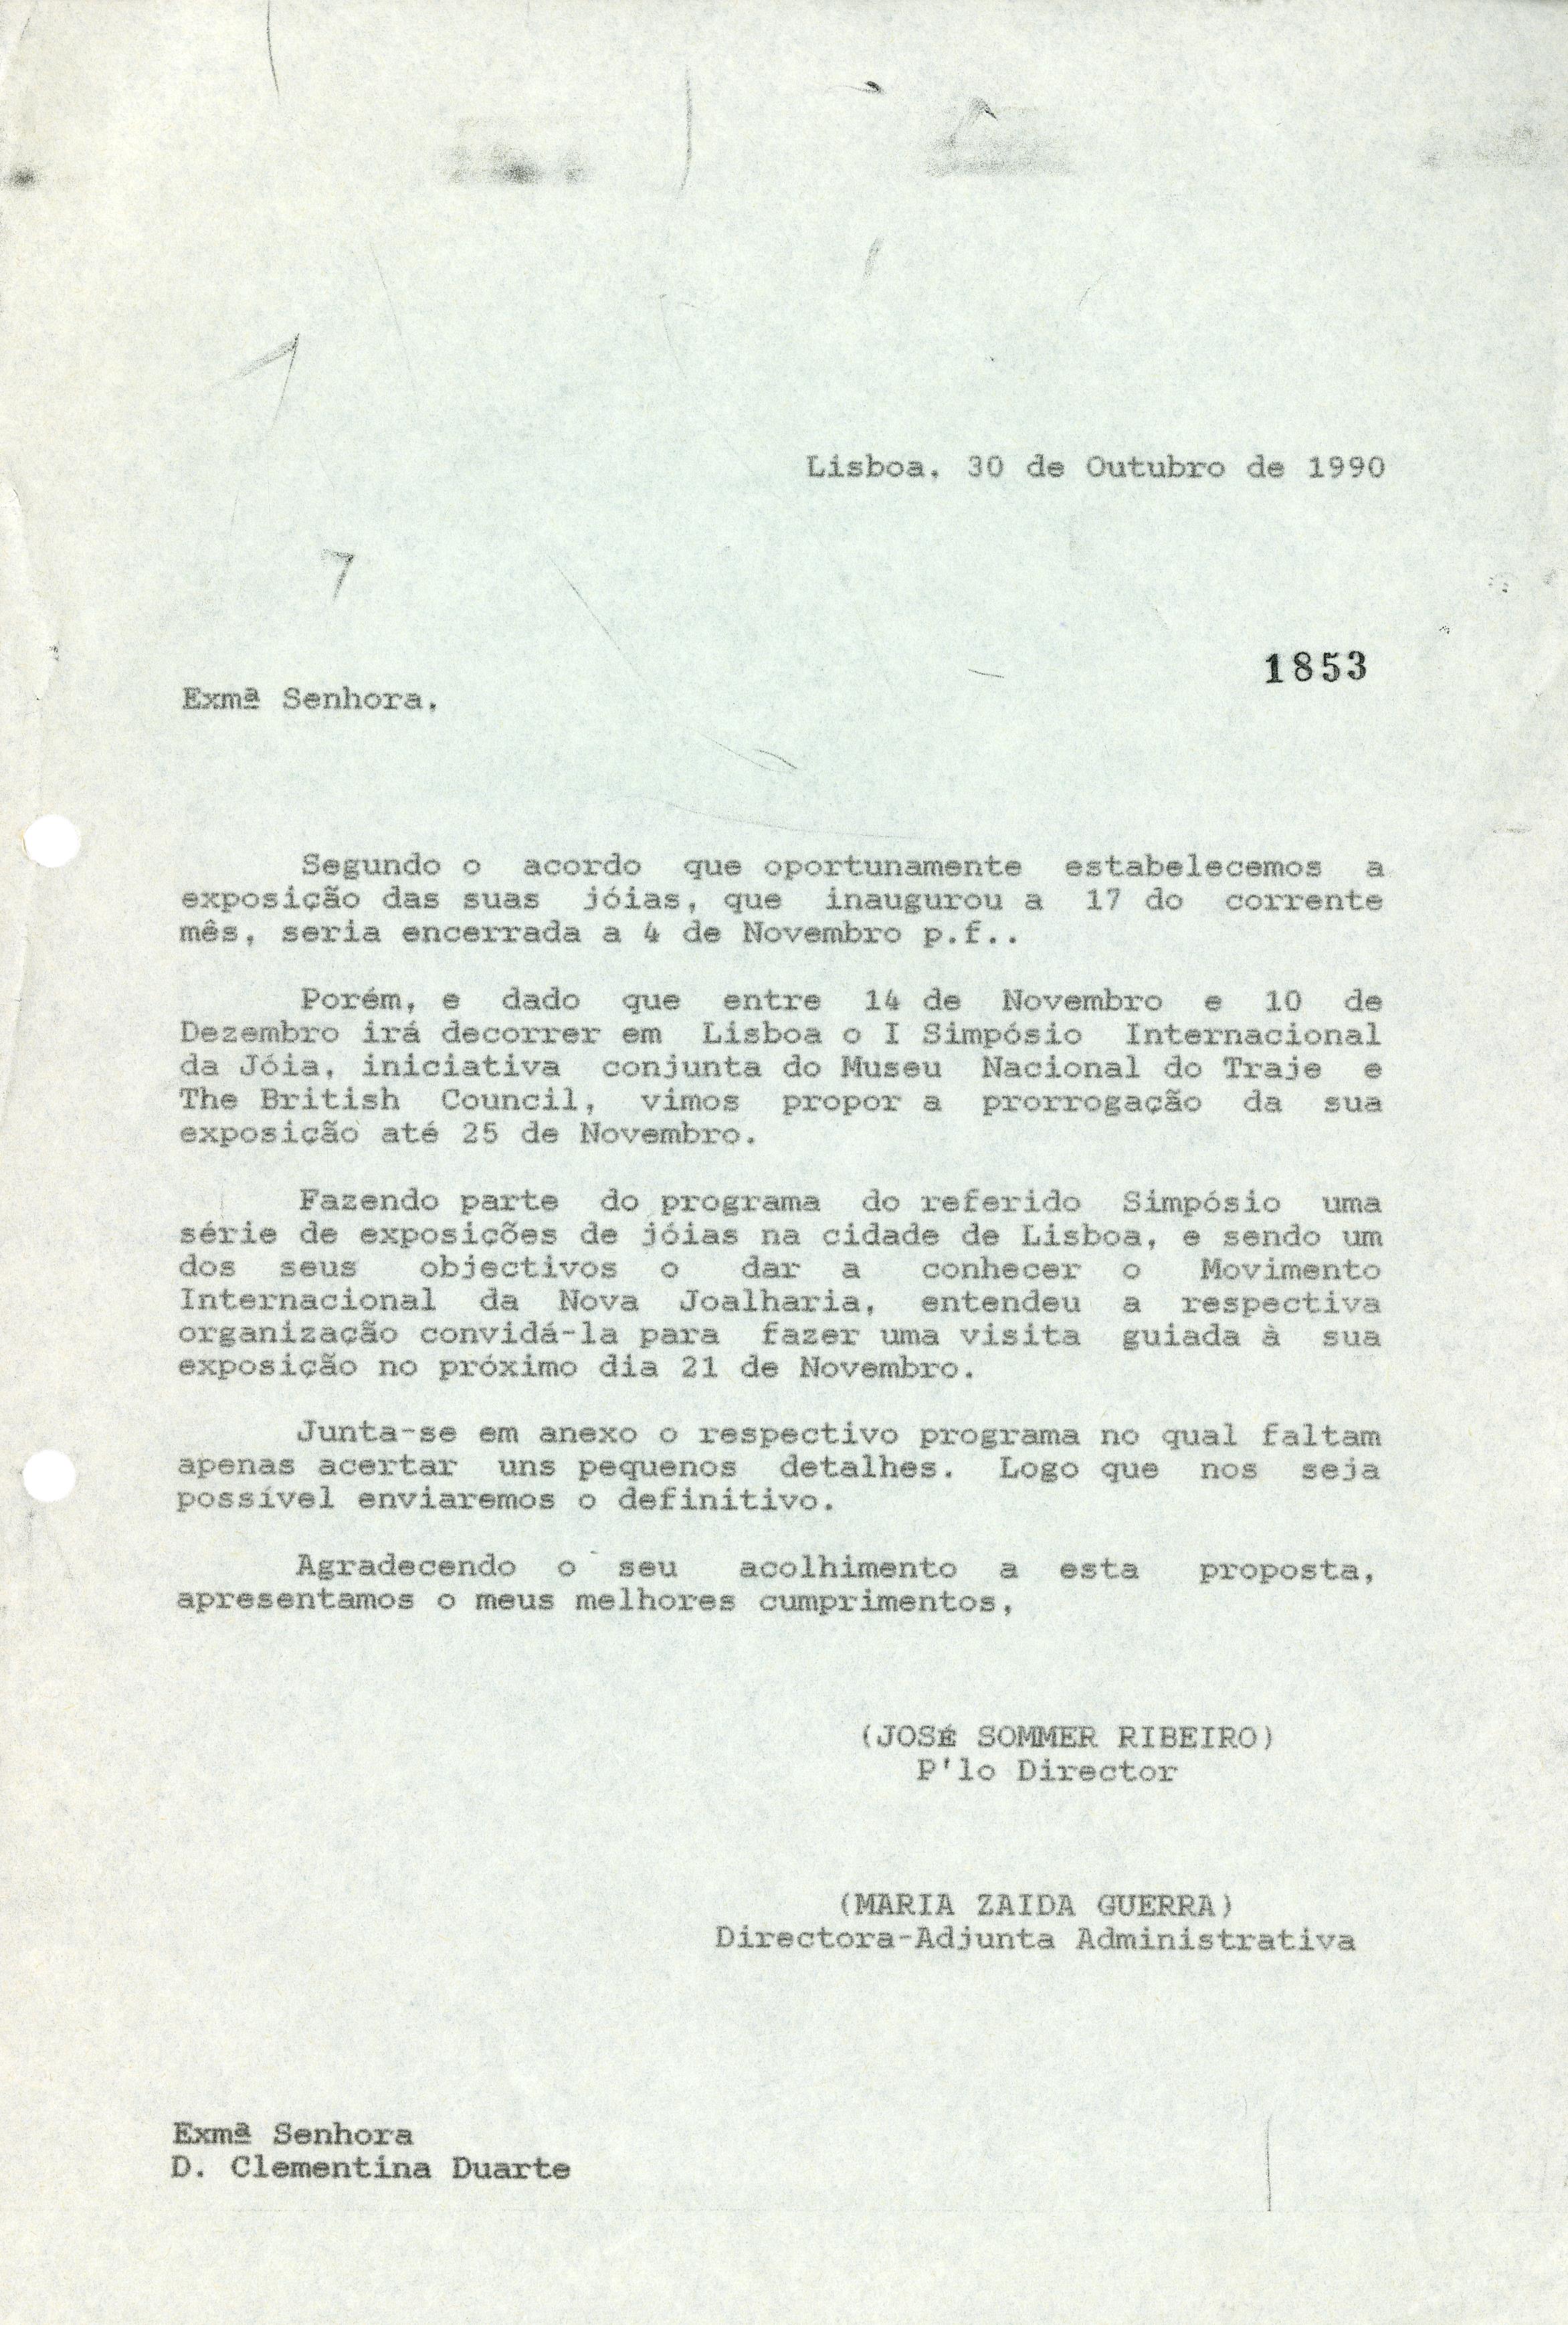 Lisboa, 30 de Outubro de 1990
1853
Exmª Senhora,
Segundo o acordo que oportunamente estabelecemos a
exposição das suas jóias, que inaugurou a 17 do corrente
mês, seria encerrada a 4 de Novembro p.f..
Porém, e dado que entre 14 de Novembro e 10 de
Dezembro irá decorrer em Lisboa o I Simpósio Internacional
da Jóia, iniciativa conjunta do Museu Nacional do Traje e
The British Council, vimos propor a prorrogação da sua
exposição até 25 de Novembro.
Fazendo parte do programa do referido Simpósio uma
série de exposições de jóias na cidade de Lisboa, e sendo um
dos seus objectivos o dar a conhecer o Movimento
Internacional da Nova Joalharia, entendeu a respectiva
organização convidá-la para fazer uma visita guiada à sua
exposição no próximo dia 21 de Novembro.
Junta-se em anexo o respectivo programa no qual faltam
apenas acertar uns pequenos detalhes. Logo que nos seja
possível enviaremos o definitivo.
Agradecendo o seu acolhimento a esta proposta,
apresentamos o meus melhores cumprimentos,
(JOSÉ SOMMER RIBEIRO)
P'lo Director
(MARIA ZAIDA GUERRA)
Directora-Adjunta Administrativa
Exmª Senhora
D. Clementina Duarte